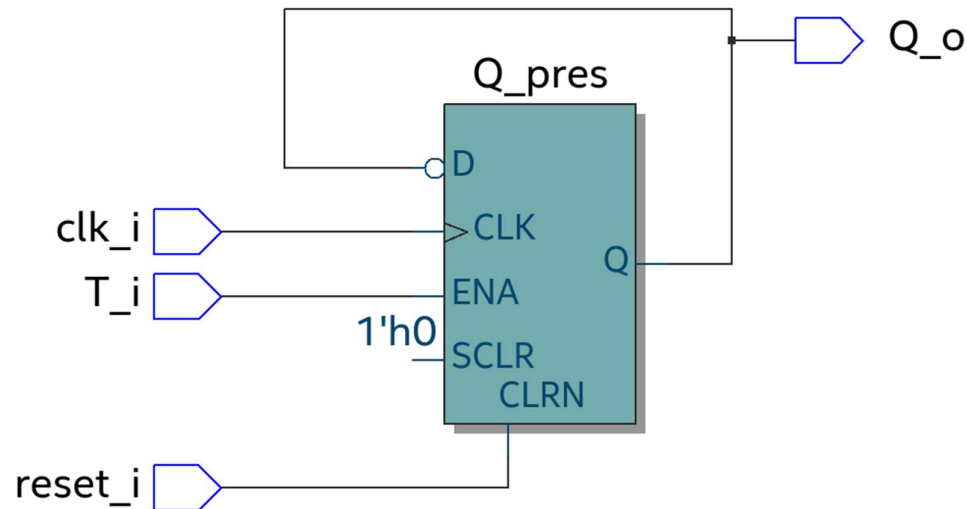 Q_o
Q_pres
D
clk_i
CLK
Q
T_i
ENA
1'h0
SCLR
CLRN
reset_i